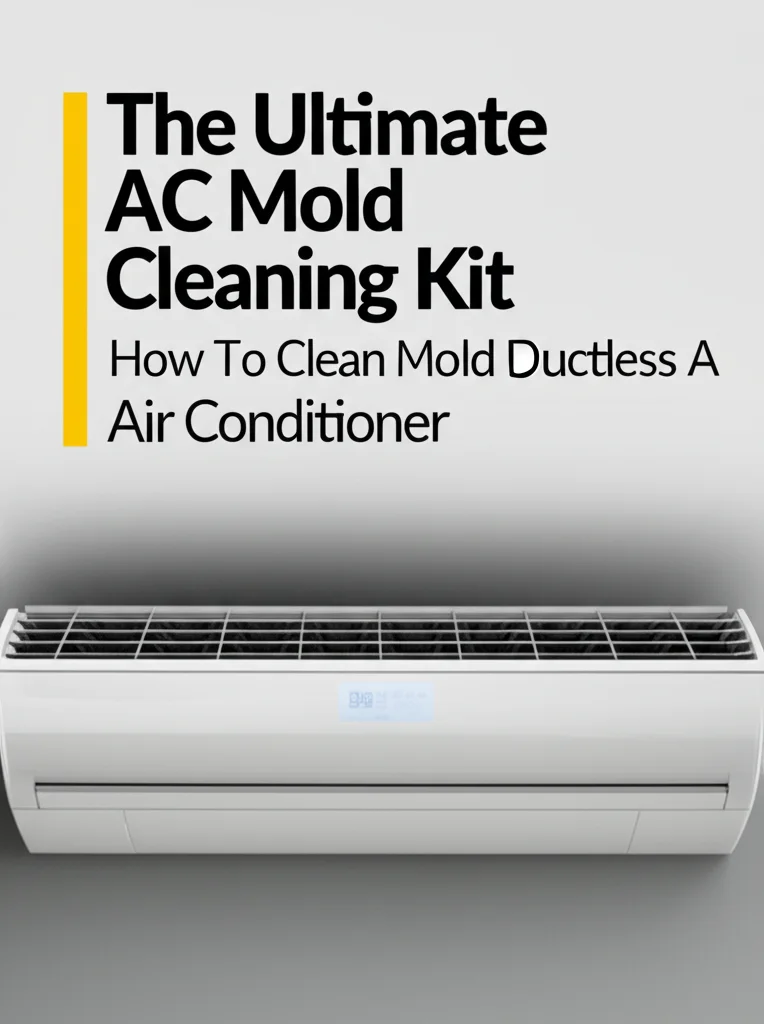 The Ultimate
AC Mold
Cleaning Kit
How To Clean Mold Ductless A
Air Conditioner